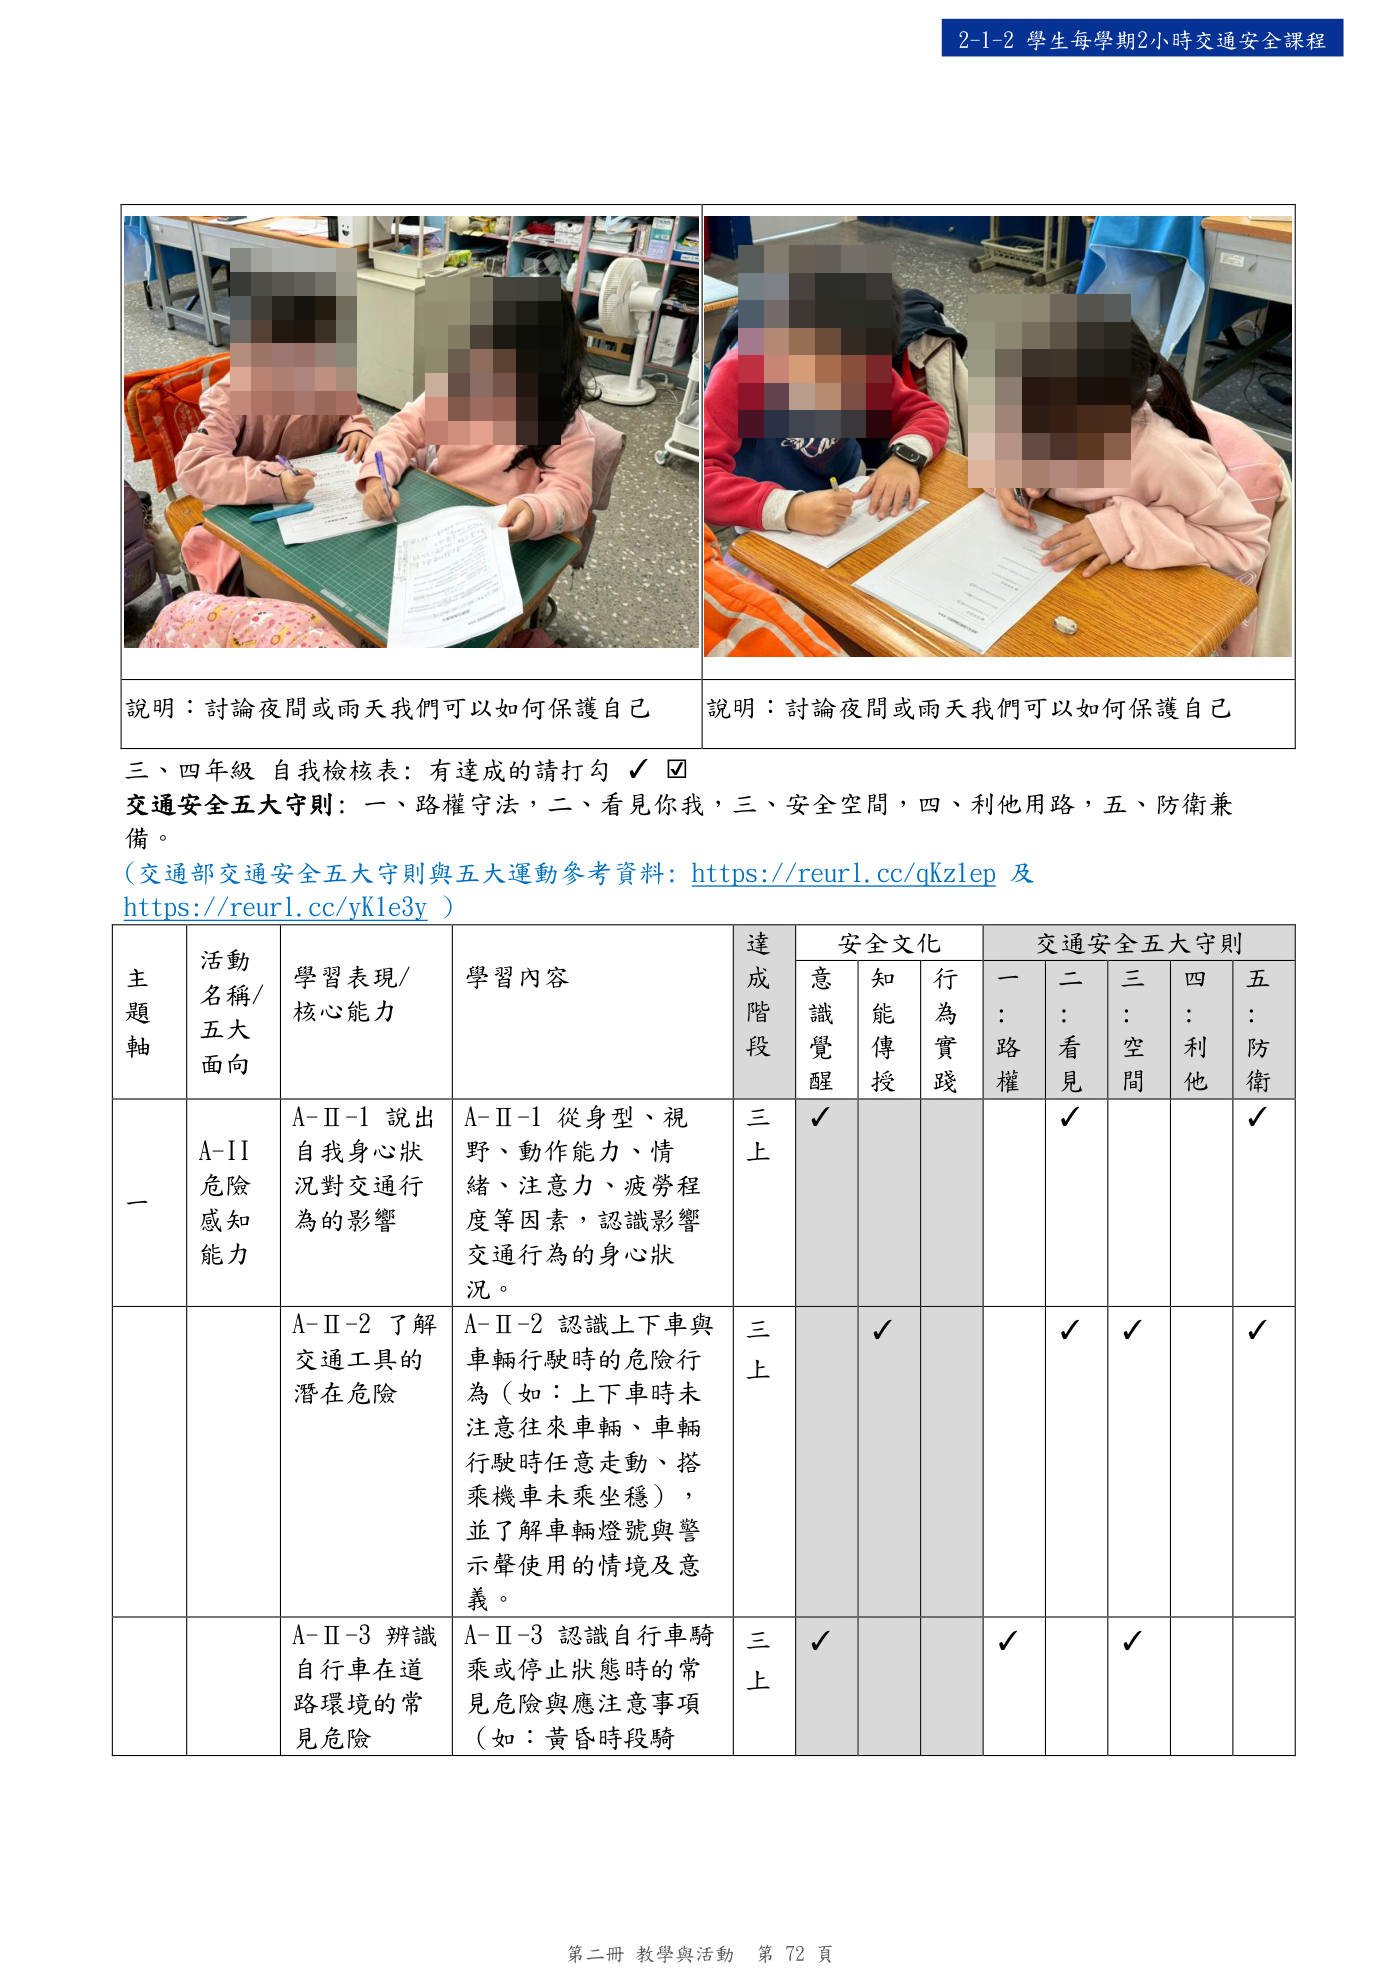 2-1-2 學生每學期2小時交通安全課程
說明：討論夜間或雨天我們可以如何保護自己
說明：討論夜間或雨天我們可以如何保護自己
三、四年級 自我檢核表: 有達成的請打勾 ✓ ☑
交通安全五大守則: 一、路權守法，二、看見你我，三、安全空間，四、利他用路，五、防衛兼
備。
(交通部交通安全五大守則與五大運動參考資料: https://reurl.cc/qKzlep 及
https://reurl.cc/yK1e3y )
主題軸
活動
名稱/
五大
面向
學習表現/
核心能力
學習內容
達成階段
安全文化
交通安全五大守則
意識覺醒
知能傳授
行為實踐
一:路權
二:看見
三:空間
四:利他
五:防衛
一
A-II
危險
感知
能力
A-Ⅱ-1 說出
自我身心狀
況對交通行
為的影響
A-Ⅱ-1 從身型、視
野、動作能力、情
緒、注意力、疲勞程
度等因素，認識影響
交通行為的身心狀
況。
三上
✓ ✓ ✓
A-Ⅱ-2 了解
交通工具的
潛在危險
A-Ⅱ-2 認識上下車與
車輛行駛時的危險行
為（如：上下車時未
注意往來車輛、車輛
行駛時任意走動、搭
乘機車未乘坐穩），
並了解車輛燈號與警
示聲使用的情境及意
義。
三上
✓ ✓ ✓ ✓
A-Ⅱ-3 辨識
自行車在道
路環境的常
見危險
A-Ⅱ-3 認識自行車騎
乘或停止狀態時的常
見危險與應注意事項
（如：黃昏時段騎
三上
✓ ✓ ✓
第二冊 教學與活動 第 72 頁